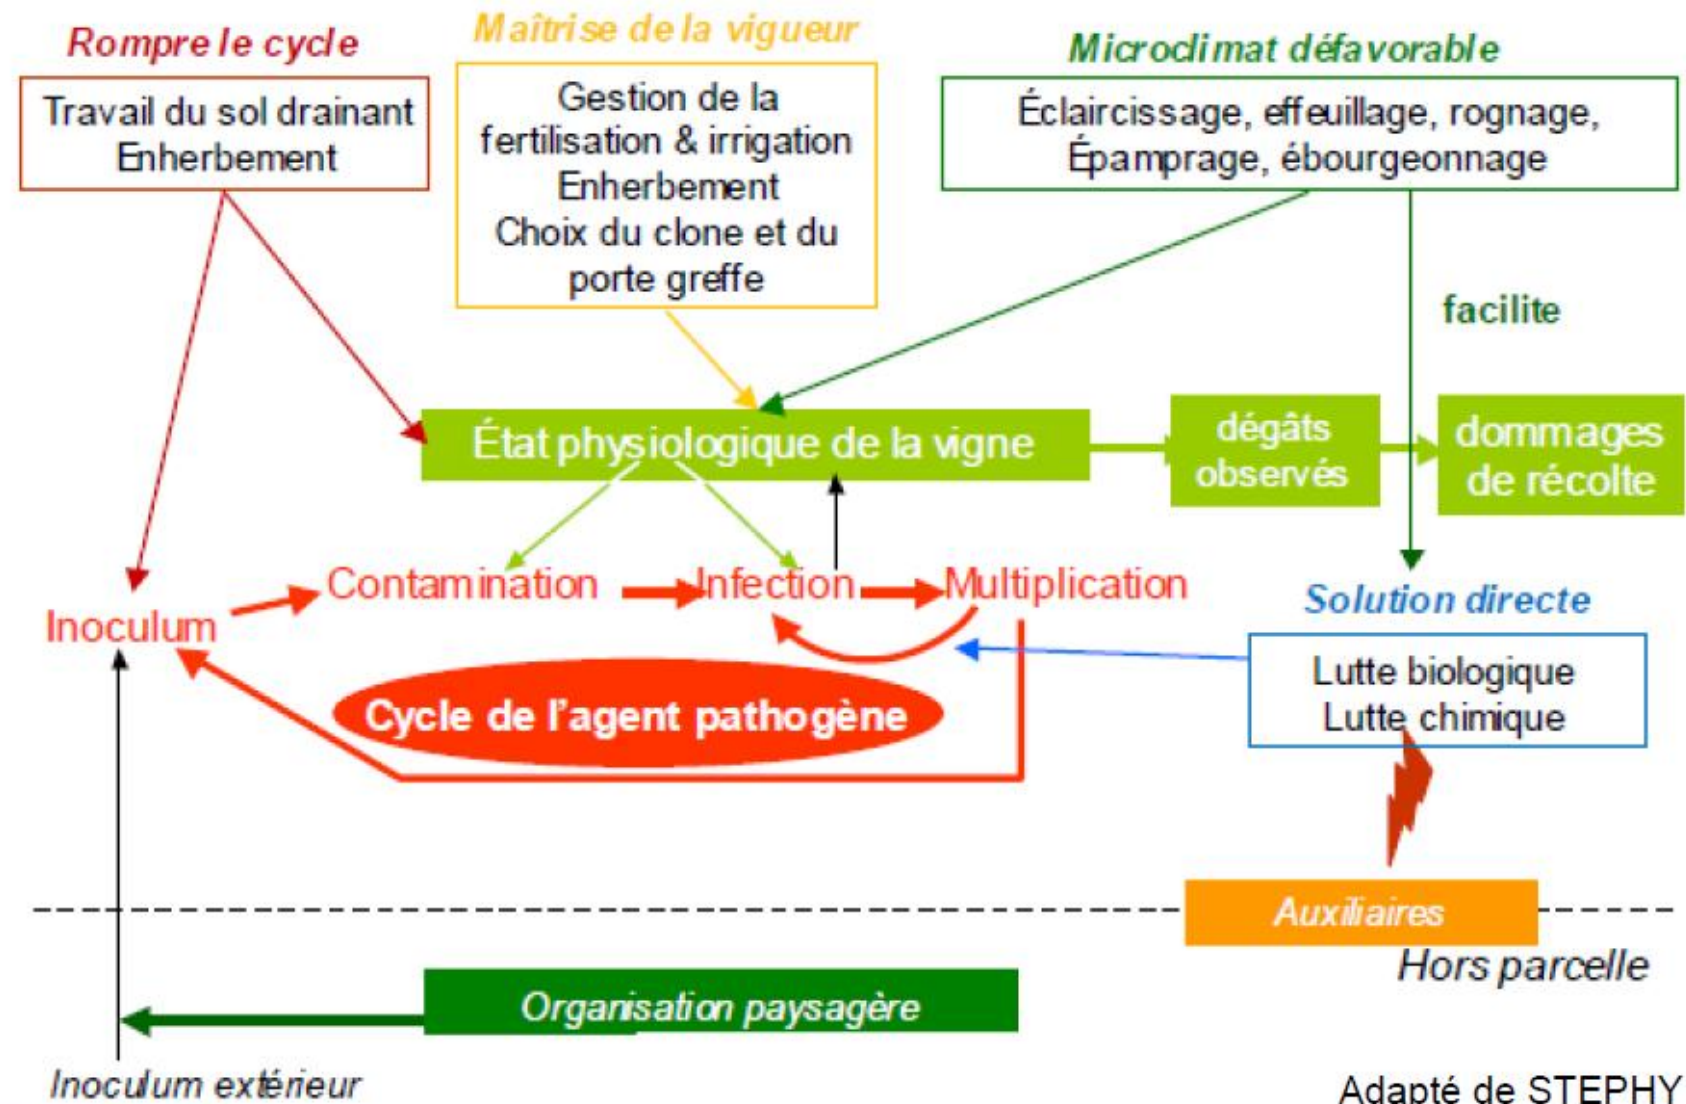 Rompre le cycle
Travail du sol drainant
Enherbement
Maîtrise de la vigueur
Gestion de la
fertilisation & irrigation
Enherbement
Choix du clone et du
porte greffe
Microclimat défavorable
Éclaircissage, effeuillage, rognage,
Épamprage, ébourgeonnage
facilite
État physiologique de la vigne
dégâts
observés
dommages
de récolte
Inoculum
Contamination
Infection
Multiplication
Cycle de l'agent pathogène
Solution directe
Lutte biologique
Lutte chimique
Auxiliaires
Hors parcelle
Organisation paysagère
Inoculum extérieur
Adapté de STEPHY